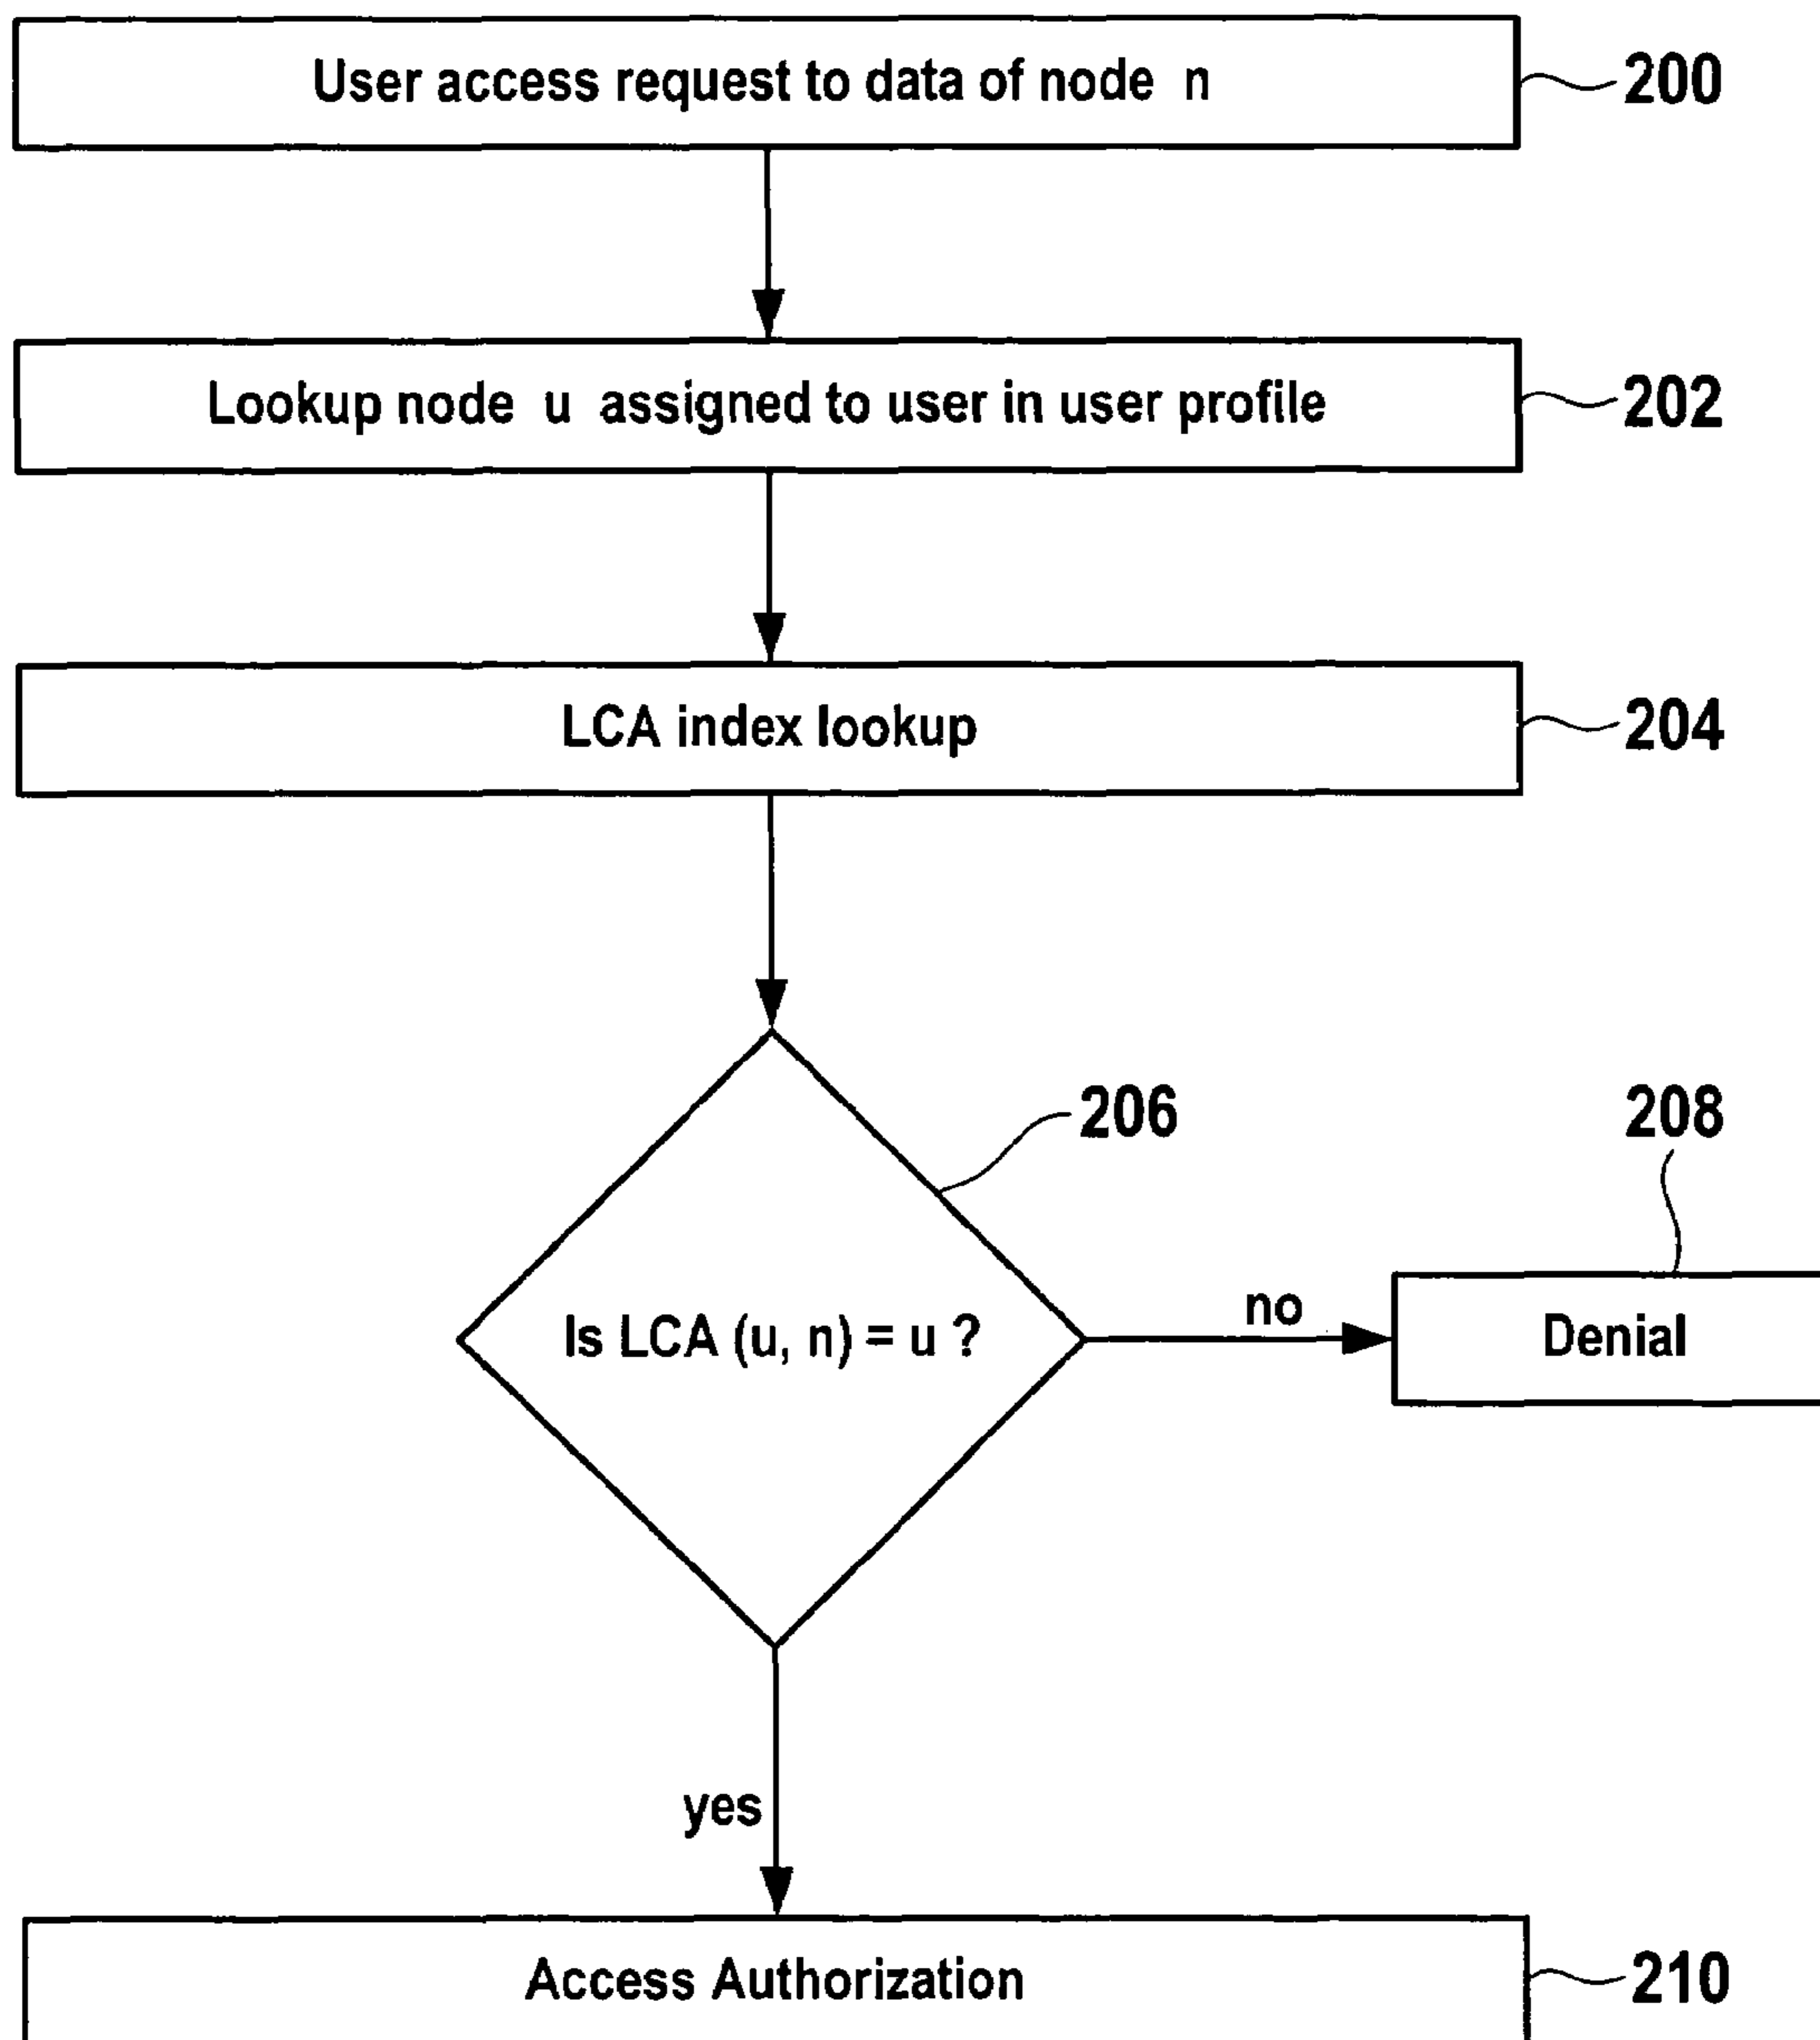 User access request to data of node n
200
Lookup node u assigned to user in user profile
202
LCA index lookup
204
206
208
Is LCA (u, n) = u ?
no
Denial
yes
Access Authorization
210